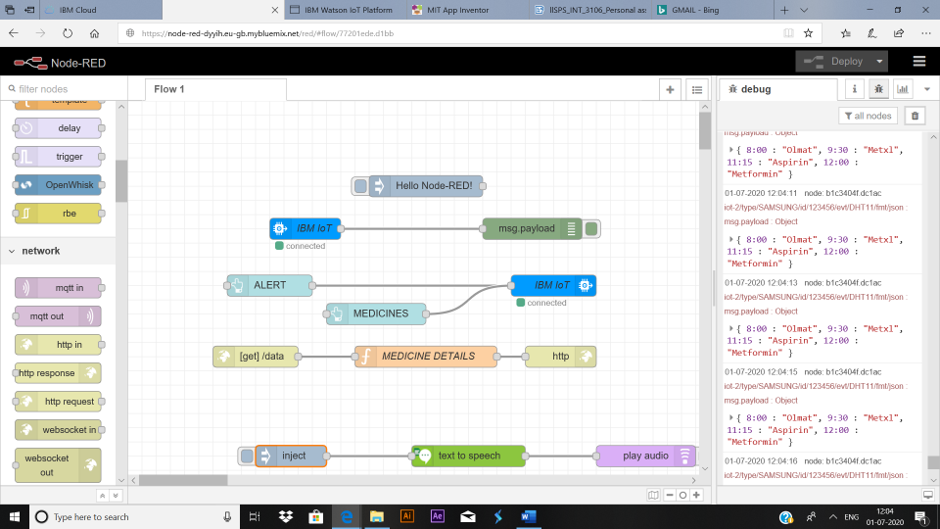 IBM Cloud
IBM Watson IoT Platform
MIT App Inventor
llSPS_INT_3106_Personal ass
GMAIL - Bing
https://node-red-dyyih.eu-gb.mybluemix.net/red/#flow/77201ede.d1bb
Node-RED
Deploy
filter nodes
Flow 1
debug
i
all nodes
template
delay
trigger
OpenWhisk
rbe
network
mqtt in
mqtt out
http in
http response
http request
websocket in
websocket
out
Hello Node-RED!
IBM IoT
connected
msg.payload
ALERT
IBM IoT
connected
MEDICINES
[get] /data
MEDICINE DETAILS
http
inject
text to speech
play audio
msg.payload : Object
{ 8:00 : "Olmat", 9:30 : "Metxl",
11:15 : "Aspirin", 12:00 :
"Metformin" }
01-07-2020 12:04:11 node: b1c3404f.dc1ac
iot-2/type/SAMSUNG/id/123456/evt/DHT11/fmt/json :
msg.payload : Object
{ 8:00 : "Olmat", 9:30 : "Metxl",
11:15 : "Aspirin", 12:00 :
"Metformin" }
01-07-2020 12:04:13 node: b1c3404f.dc1ac
iot-2/type/SAMSUNG/id/123456/evt/DHT11/fmt/json :
msg.payload : Object
{ 8:00 : "Olmat", 9:30 : "Metxl",
11:15 : "Aspirin", 12:00 :
"Metformin" }
01-07-2020 12:04:15 node: b1c3404f.dc1ac
iot-2/type/SAMSUNG/id/123456/evt/DHT11/fmt/json :
msg.payload : Object
{ 8:00 : "Olmat", 9:30 : "Metxl",
11:15 : "Aspirin", 12:00 :
"Metformin" }
01-07-2020 12:04:16 node: b1c3404f.dc1ac
iot-2/type/SAMSUNG/id/123456/evt/DHT11/fmt/json :
Type here to search
Ai
Ae
ENG
12:04
01-07-2020